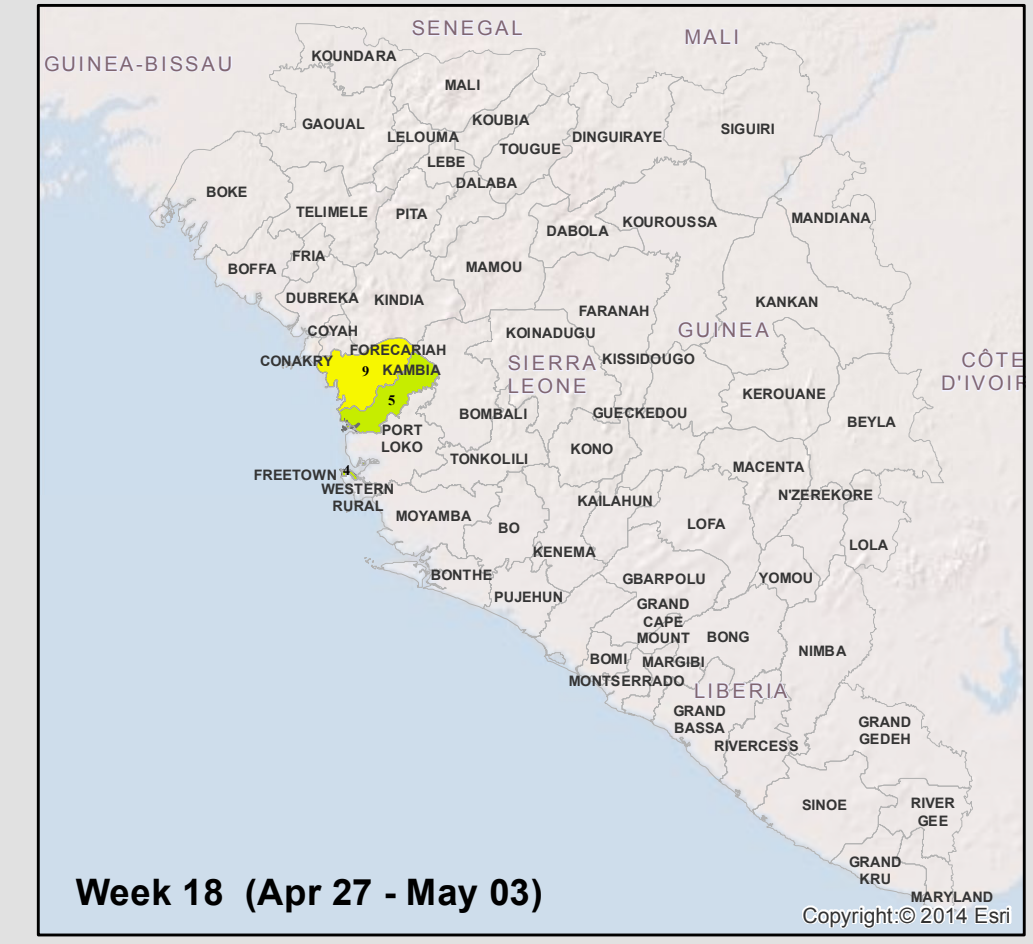 SENEGAL
MALI
GUINEA-BISSAU
KOUNDARA
MALI
GAOUAL
KOUBIA
LELOUMA
TOUGUE
DINGUIRAYE
SIGUIRI
LEBE
DALABA
BOKE
TELIMELE
PITA
DABOLA
KOUROUSSA
MANDIANA
FRIA
BOFFA
MAMOU
DUBREKA
KINDIA
KANKAN
FARANAH
COYAH
KOINADUGU
GUINEA
FORECARIAH
CONAKRY
9
KAMBIA
SIERRA
LEONE
KISSIDOUGO
CÔTE
D'IVOIR
5
KEROUANE
BOMBALI
GUECKEDOU
BEYLA
PORT
LOKO
KONO
TONKOLILI
MACENTA
FREETOWN
4
WESTERN
RURAL
N'ZEREKORE
KAILAHUN
MOYAMBA
BO
LOFA
LOLA
KENEMA
BONTHE
GBARPOLU
YOMOU
PUJEHUN
GRAND
CAPE
MOUNT
BONG
NIMBA
BOMI
MARGIBI
MONTSERRADO
LIBERIA
GRAND
BASSA
GRAND
GEDEH
RIVERCESS
SINOE
RIVER
GEE
GRAND
KRU
MARYLAND
Week 18 (Apr 27 - May 03)
Copyright:© 2014 Esri